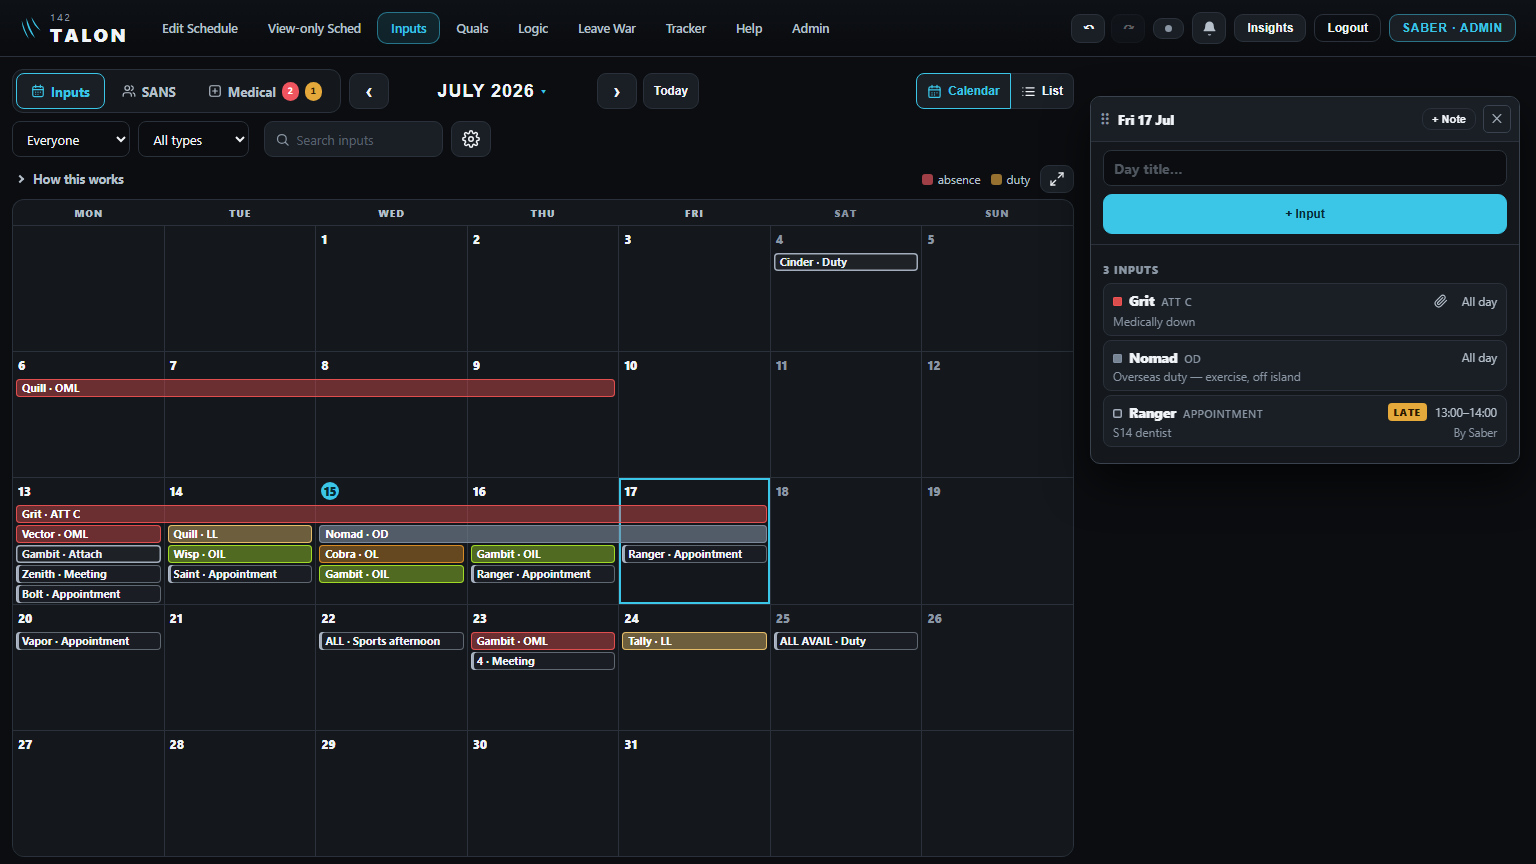 142
TALON
Edit Schedule
View-only Sched
Inputs
Quals
Logic
Leave War
Tracker
Help
Admin
Insights
Logout
SABER · ADMIN
Inputs
SANS
Medical 2 1
‹
JULY 2026
›
Today
Calendar
List
Everyone
All types
Search inputs
How this works
absence
duty
MON TUE WED THU FRI SAT SUN
1 2 3 4 5
Cinder · Duty
6 7 8 9 10 11 12
Quill · OML
13 14 15 16 17 18 19
Grit · ATT C
Vector · OML
Quill · LL
Nomad · OD
Gambit · Attach
Wisp · OIL
Cobra · OL
Gambit · OIL
Ranger · Appointment
Zenith · Meeting
Saint · Appointment
Gambit · OIL
Ranger · Appointment
Bolt · Appointment
20 21 22 23 24 25 26
Vapor · Appointment
ALL · Sports afternoon
Gambit · OML
Tally · LL
ALL AVAIL · Duty
4 · Meeting
27 28 29 30 31
Fri 17 Jul
+ Note
Day title...
+ Input
3 INPUTS
Grit ATT C All day
Medically down
Nomad OD All day
Overseas duty — exercise, off island
Ranger APPOINTMENT LATE 13:00–14:00
S14 dentist By Saber